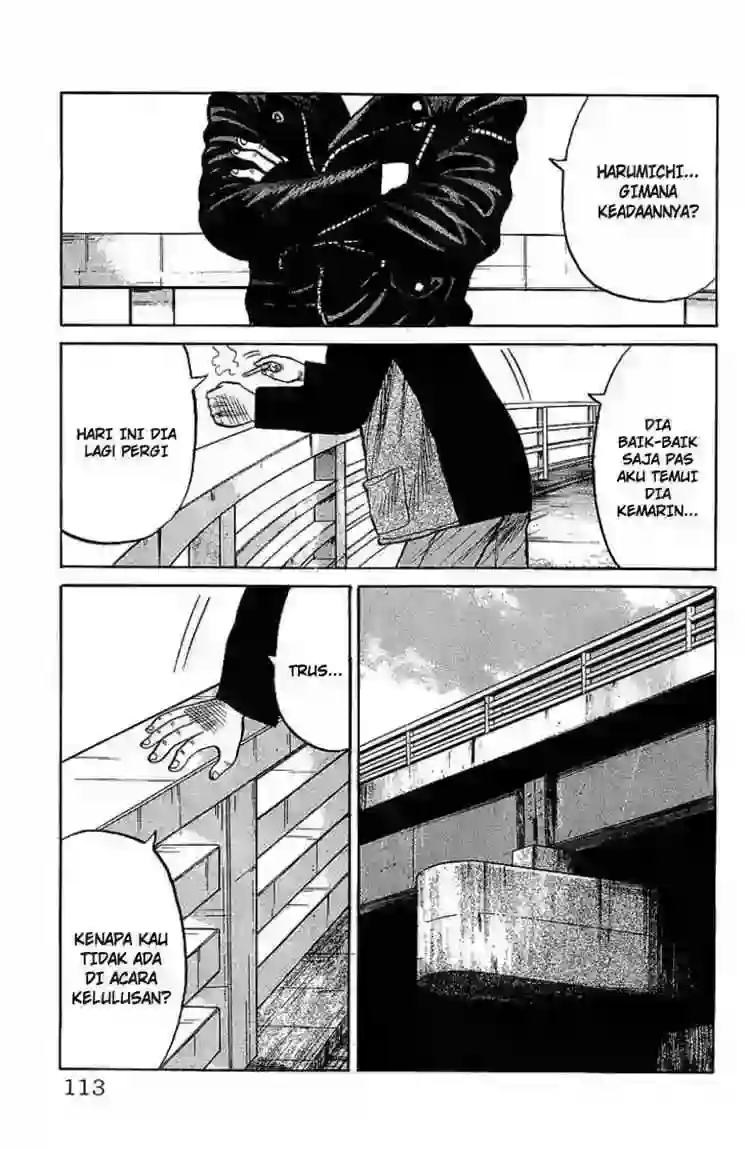 HARUMICHI...
GIMANA
KEADAANNYA?
DIA
BAIK-BAIK
SAJA PAS
AKU TEMUI
DIA
KEMARIN...
HARI INI DIA
LAGI PERGI
TRUS...
KENAPA KAU
TIDAK ADA
DI ACARA
KELULUSAN?
113